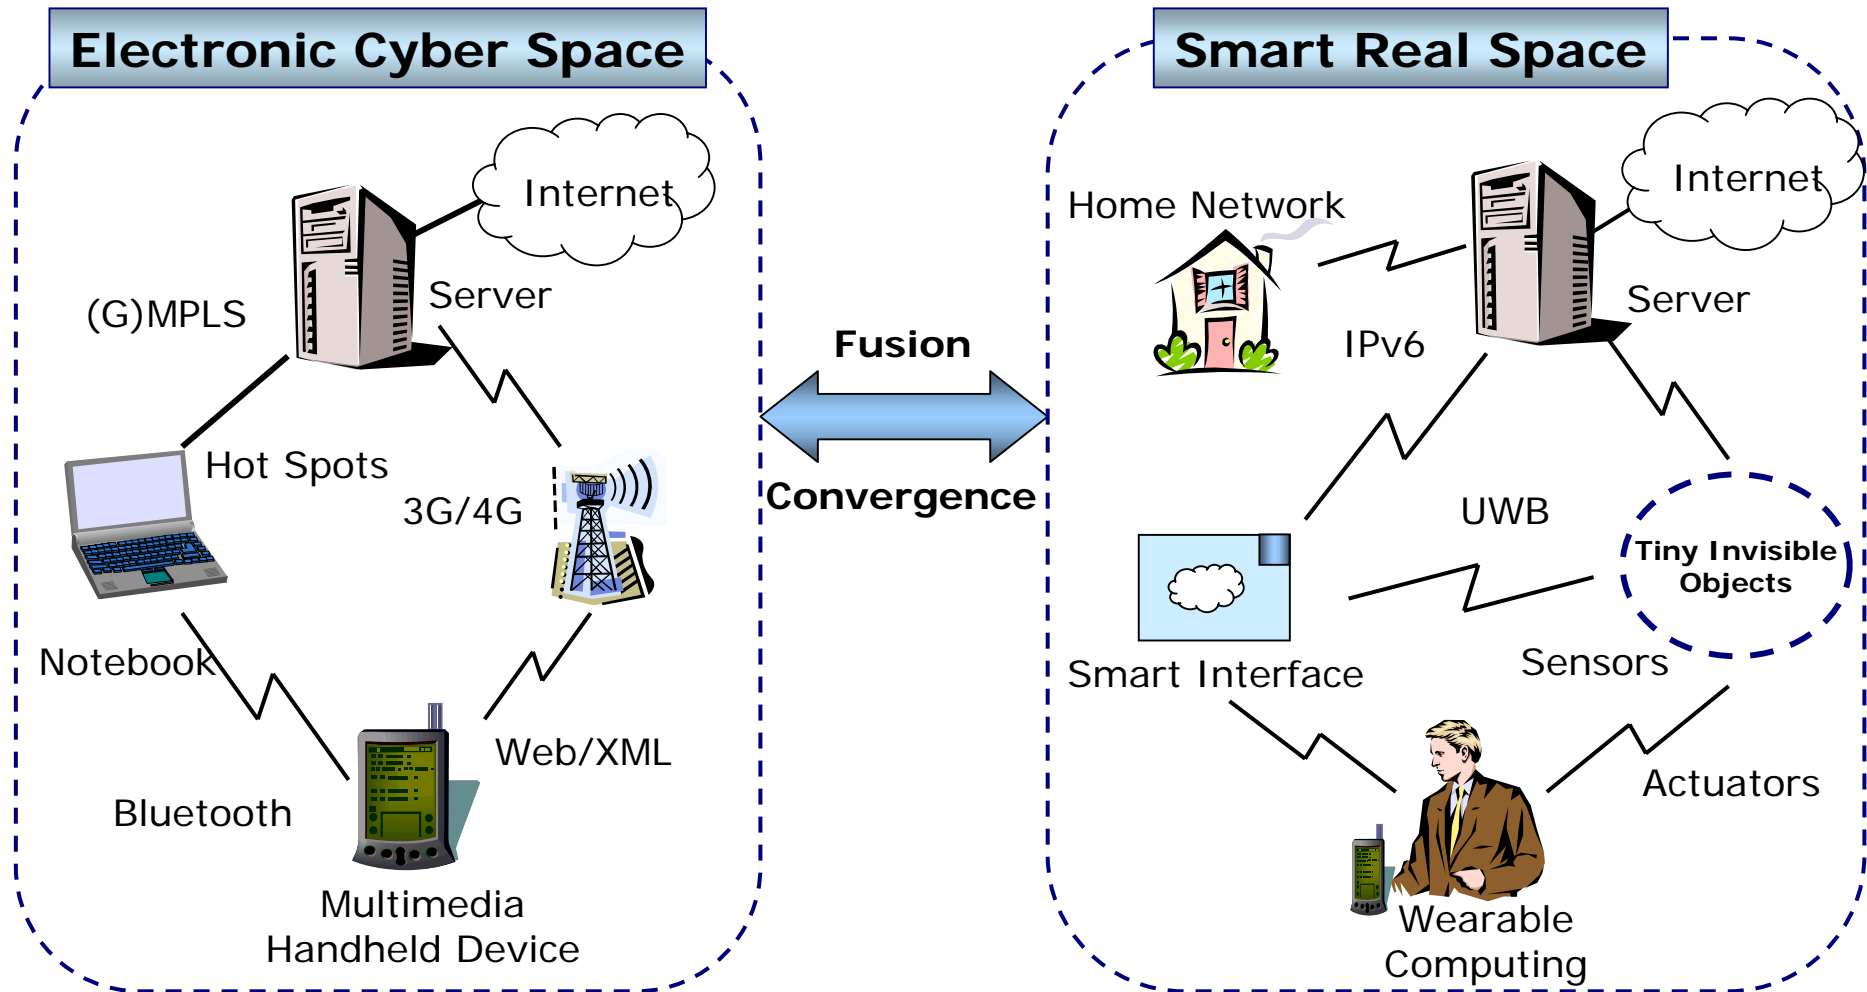 Electronic Cyber Space
Internet
Server
(G)MPLS
Hot Spots
3G/4G
Notebook
Web/XML
Bluetooth
Multimedia
Handheld Device
Fusion
Convergence
Smart Real Space
Internet
Home Network
Server
IPv6
UWB
Tiny Invisible
Objects
Sensors
Smart Interface
Actuators
Wearable
Computing